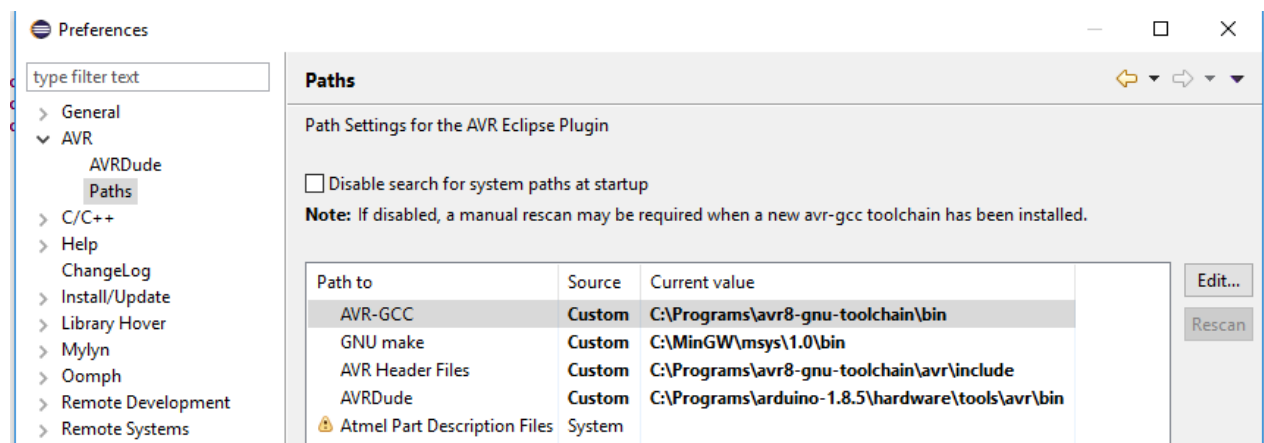 Preferences
type filter text
General
AVR
AVRDude
Paths
C/C++
Help
ChangeLog
Install/Update
Library Hover
Mylyn
Oomph
Remote Development
Remote Systems
Paths
Path Settings for the AVR Eclipse Plugin
Disable search for system paths at startup
Note: If disabled, a manual rescan may be required when a new avr-gcc toolchain has been installed.
Path to Source Current value
AVR-GCC Custom C:\Programs\avr8-gnu-toolchain\bin
GNU make Custom C:\MinGW\msys\1.0\bin
AVR Header Files Custom C:\Programs\avr8-gnu-toolchain\avr\include
AVRDude Custom C:\Programs\arduino-1.8.5\hardware\tools\avr\bin
Atmel Part Description Files System
Edit...
Rescan